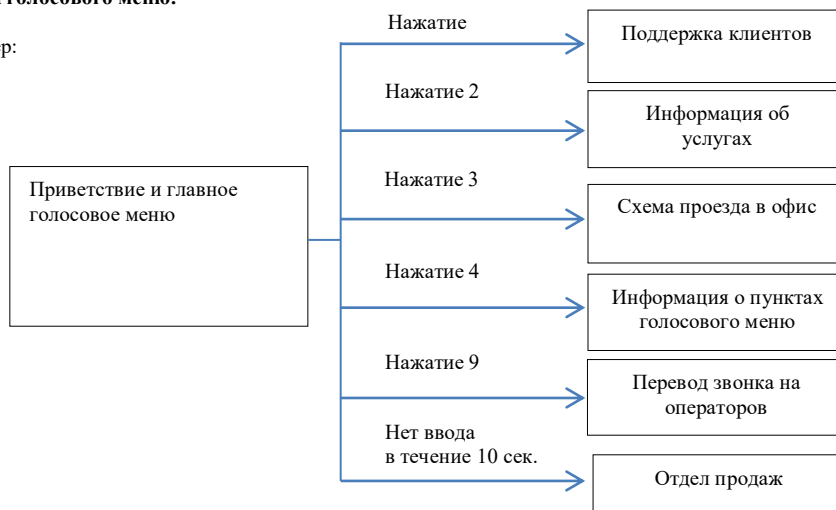 голосового меню:
Нажатие
Поддержка клиентов
Нажатие 2
Информация об
услугах
Приветствие и главное
голосовое меню
Нажатие 3
Схема проезда в офис
Нажатие 4
Информация о пунктах
голосового меню
Нажатие 9
Перевод звонка на
операторов
Нет ввода
в течение 10 сек.
Отдел продаж